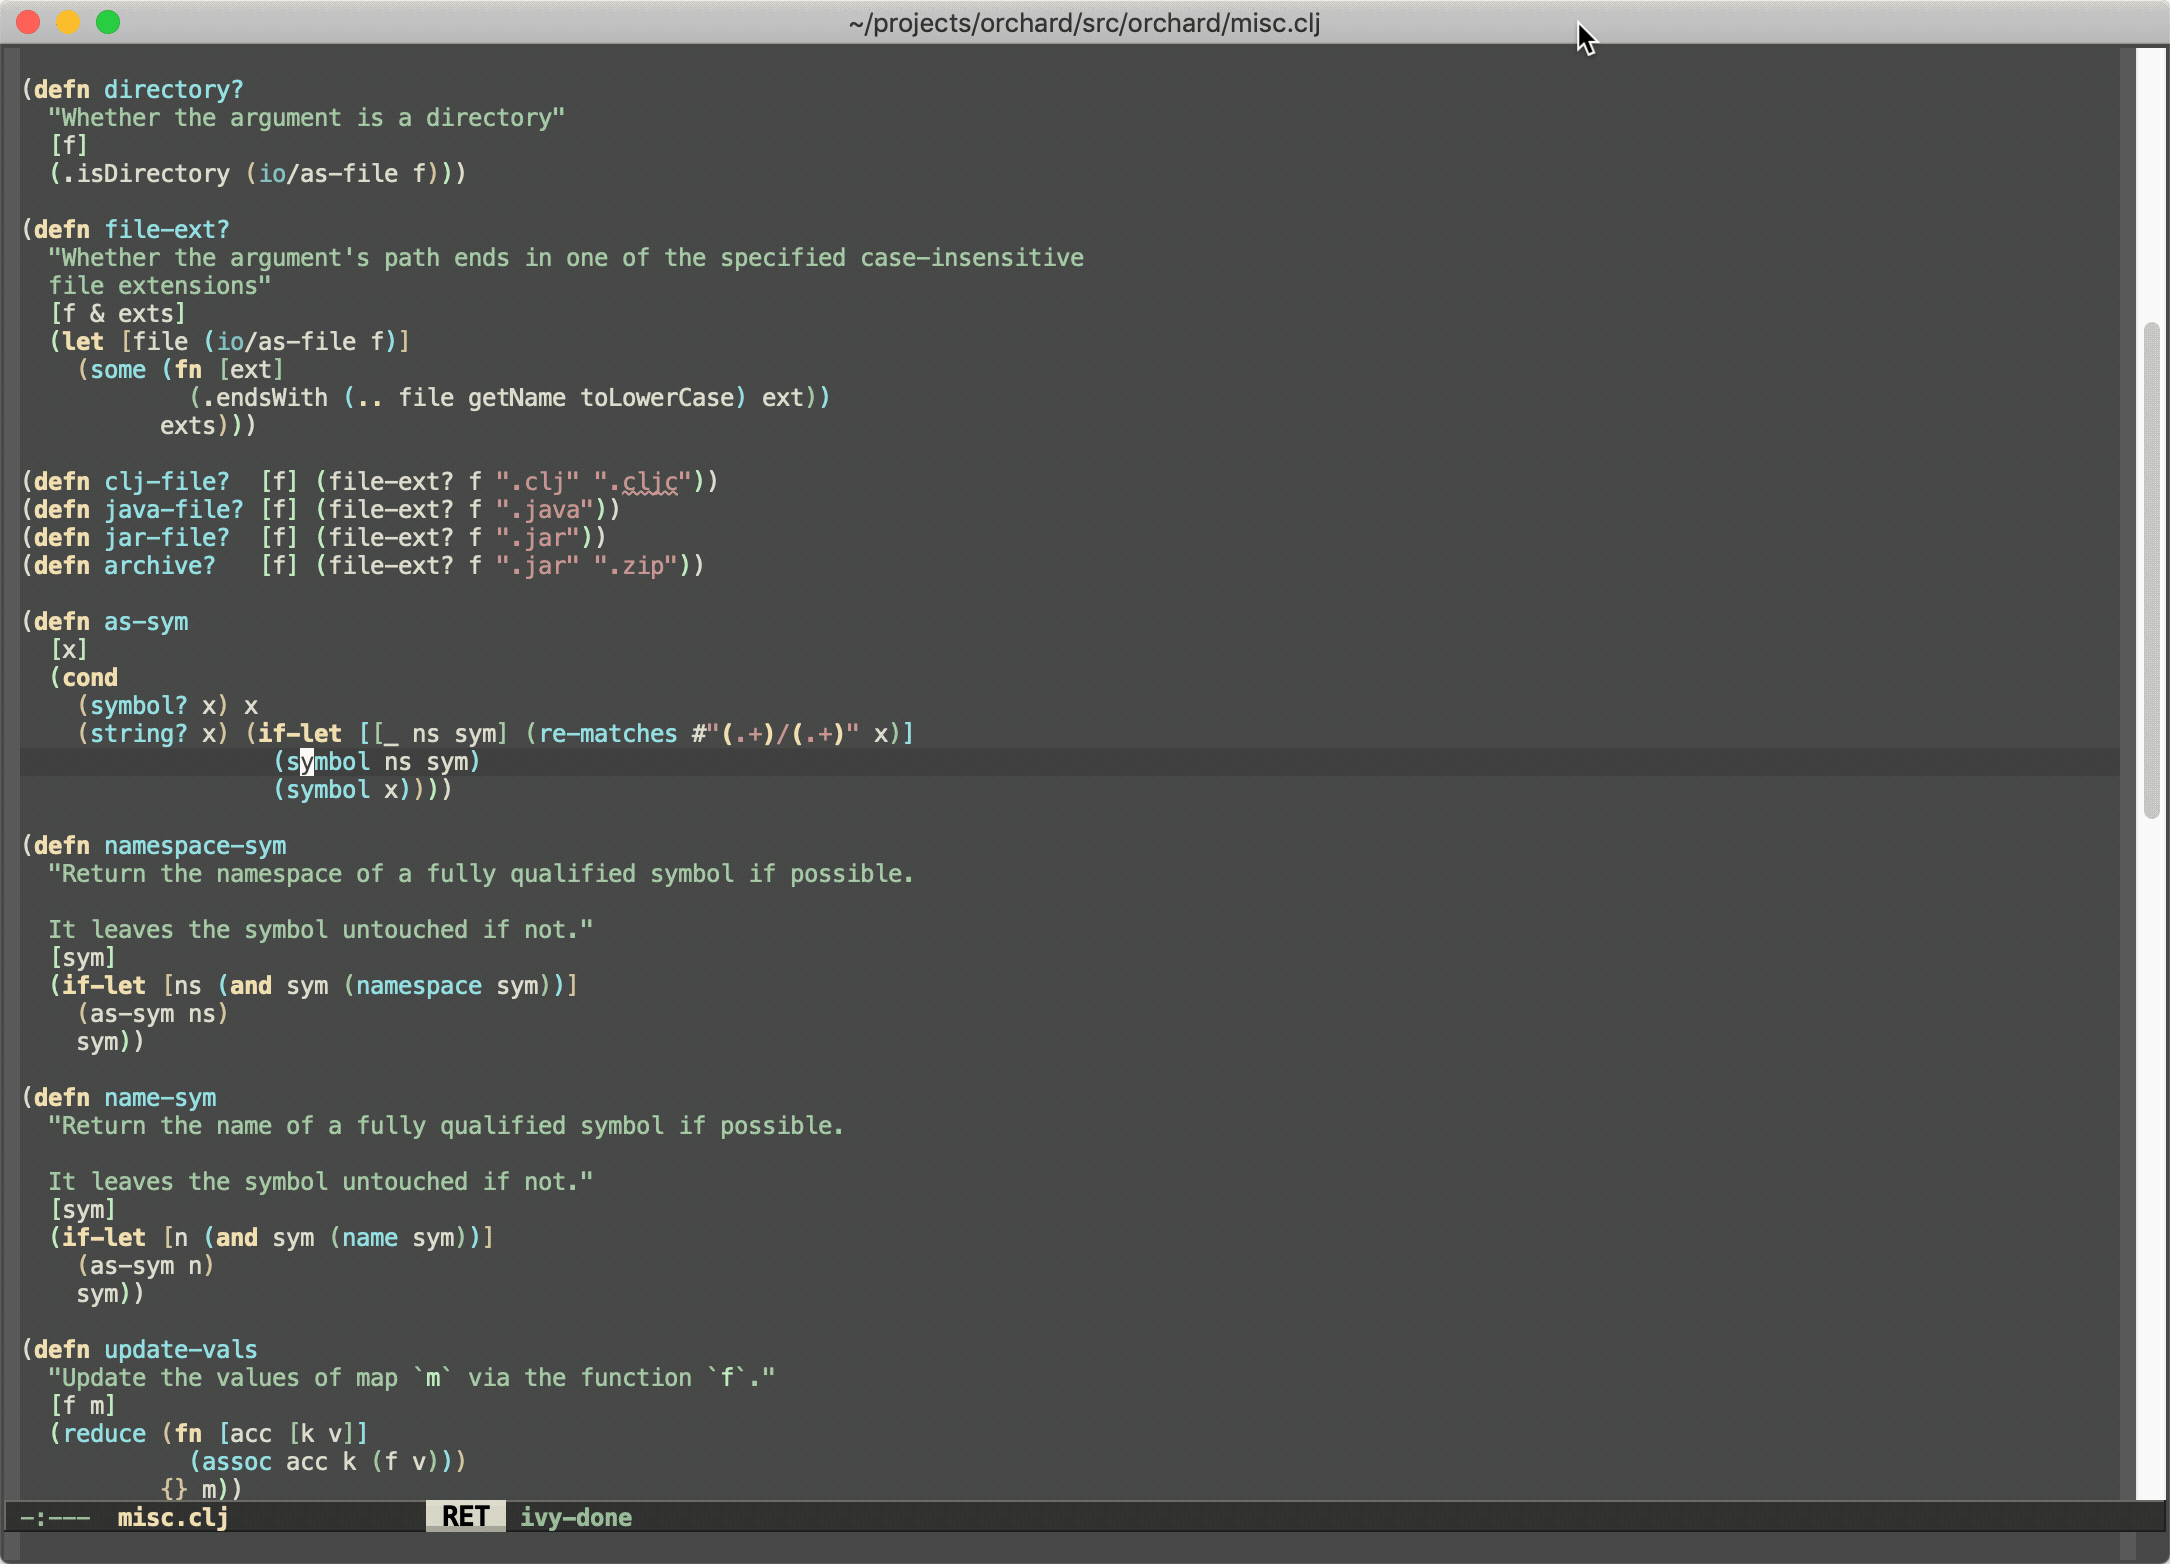 ~/projects/orchard/src/orchard/misc.clj
(defn directory?
  "Whether the argument is a directory"
  [f]
  (.isDirectory (io/as-file f)))

(defn file-ext?
  "Whether the argument's path ends in one of the specified case-insensitive
  file extensions"
  [f & exts]
  (let [file (io/as-file f)]
    (some (fn [ext]
            (.endsWith (.. file getName toLowerCase) ext))
          exts)))

(defn clj-file?  [f] (file-ext? f ".clj" ".cljc"))
(defn java-file? [f] (file-ext? f ".java"))
(defn jar-file?  [f] (file-ext? f ".jar"))
(defn archive?   [f] (file-ext? f ".jar" ".zip"))

(defn as-sym
  [x]
  (cond
    (symbol? x) x
    (string? x) (if-let [[_ ns sym] (re-matches #"(.+)/(.+)" x)]
                  (symbol ns sym)
                  (symbol x))))

(defn namespace-sym
  "Return the namespace of a fully qualified symbol if possible.

  It leaves the symbol untouched if not."
  [sym]
  (if-let [ns (and sym (namespace sym))]
    (as-sym ns)
    sym))

(defn name-sym
  "Return the name of a fully qualified symbol if possible.

  It leaves the symbol untouched if not."
  [sym]
  (if-let [n (and sym (name sym))]
    (as-sym n)
    sym))

(defn update-vals
  "Update the values of map `m` via the function `f`."
  [f m]
  (reduce (fn [acc [k v]]
            (assoc acc k (f v)))
          {} m))
-:--- misc.clj RET ivy-done